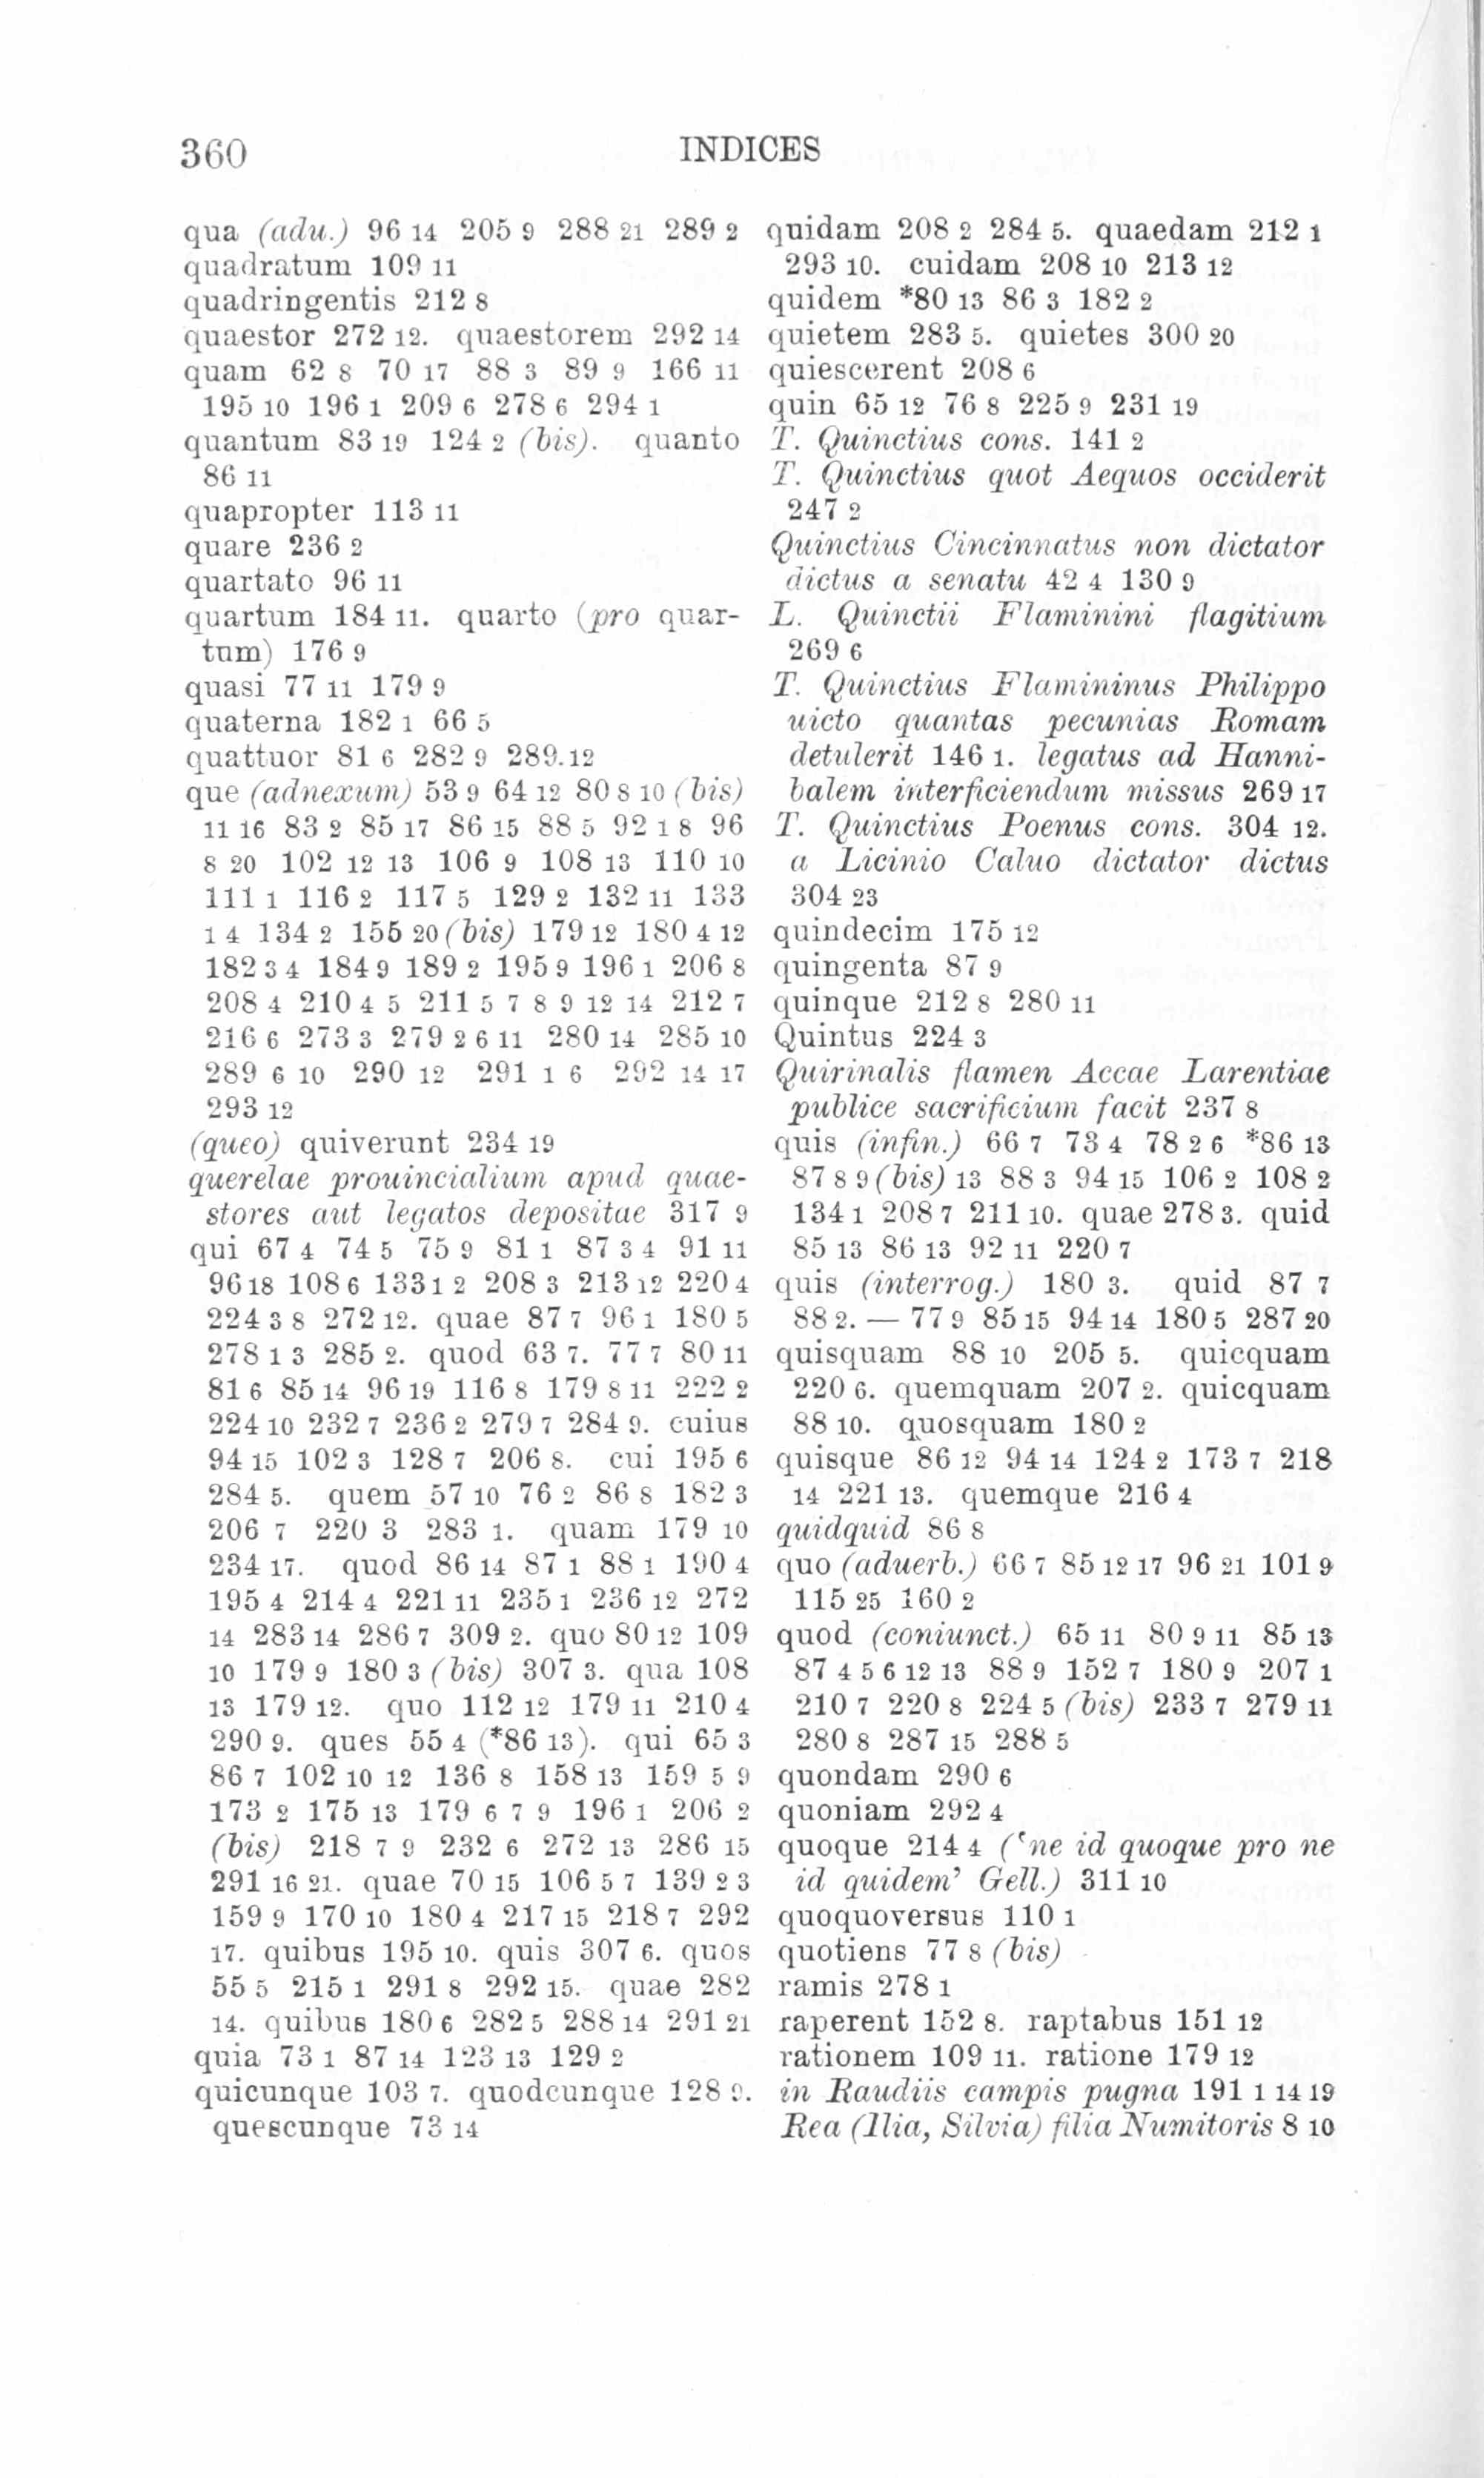 360
INDICES
qua (adu.) 96 14 205 9 288 21 289 2
quadratum 109 11
quadringentis 212 8
quaestor 272 12. quaestorem 292 14
quam 62 8 70 17 88 3 89 9 166 11
195 10 196 1 209 6 278 6 294 1
quantum 83 19 124 2 (bis). quanto
86 11
quapropter 113 11
quare 236 2
quartato 96 11
quartum 184 11. quarto (pro quar-
tum) 176 9
quasi 77 11 179 9
quaterna 182 1 66 5
quattuor 81 6 282 9 289.12
que (adnexum) 53 9 64 12 80 8 10 (bis)
11 16 83 2 85 17 86 15 88 5 92 1 8 96
8 20 102 12 13 106 9 108 13 110 10
111 1 116 2 117 5 129 2 132 11 133
1 4 134 2 155 20 (bis) 179 12 180 4 12
182 3 4 184 9 189 2 195 9 196 1 206 8
208 4 210 4 5 211 5 7 8 9 12 14 212 7
216 6 273 3 279 2 6 11 280 14 285 10
289 6 10 290 12 291 1 6 292 14 17
293 12
(queo) quiverunt 234 19
querelae prouincialium apud quae-
stores aut legatos depositae 317 9
qui 67 4 74 5 75 9 81 1 87 3 4 91 11
96 18 108 6 133 1 2 208 3 213 12 220 4
224 3 8 272 12. quae 87 7 96 1 180 5
278 1 3 285 2. quod 63 7. 77 7 80 11
81 6 85 14 96 19 116 8 179 8 11 222 2
224 10 232 7 236 2 279 7 284 9. cuius
94 15 102 3 128 7 206 8. cui 195 6
284 5. quem 57 10 76 2 86 8 182 3
206 7 220 3 283 1. quam 179 10
234 17. quod 86 14 87 1 88 1 190 4
195 4 214 4 221 11 235 1 236 12 272
14 283 14 286 7 309 2. quo 80 12 109
10 179 9 180 3 (bis) 307 3. qua 108
13 179 12. quo 112 12 179 11 210 4
290 9. ques 55 4 (*86 13). qui 65 3
86 7 102 10 12 136 8 158 13 159 5 9
173 2 175 13 179 6 7 9 196 1 206 2
(bis) 218 7 9 232 6 272 13 286 15
291 16 21. quae 70 15 106 5 7 139 2 3
159 9 170 10 180 4 217 15 218 7 292
17. quibus 195 10. quis 307 6. quos
55 5 215 1 291 8 292 15. quae 282
14. quibus 180 6 282 5 288 14 291 21
quia 73 1 87 14 123 13 129 2
quicunque 103 7. quodcunque 128 9.
quescunque 73 14
quidam 208 2 284 5. quaedam 212 1
293 10. cuidam 208 10 213 12
quidem *80 13 86 3 182 2
quietem 283 5. quietes 300 20
quiescerent 208 6
quin 65 12 76 8 225 9 231 19
T. Quinctius cons. 141 2
T. Quinctius quot Aequos occiderit
247 2
Quinctius Cincinnatus non dictator
dictus a senatu 42 4 130 9
L. Quinctii Flaminini flagitium
269 6
T. Quinctius Flamininus Philippo
uicto quantas pecunias Romam
detulerit 146 1. legatus ad Hanni-
balem interficiendum missus 269 17
T. Quinctius Poenus cons. 304 12.
a Licinio Caluo dictator dictus
304 23
quindecim 175 12
quingenta 87 9
quinque 212 8 280 11
Quintus 224 3
Quirinalis flamen Accae Larentiae
publice sacrificium facit 237 8
quis (infin.) 66 7 73 4 78 2 6 *86 13
87 8 9 (bis) 13 88 3 94 15 106 2 108 2
134 1 208 7 211 10. quae 278 3. quid
85 13 86 13 92 11 220 7
quis (interrog.) 180 3. quid 87 7
88 2. — 77 9 85 15 94 14 180 5 287 20
quisquam 88 10 205 5. quicquam
220 6. quemquam 207 2. quicquam
88 10. quosquam 180 2
quisque 86 12 94 14 124 2 173 7 218
14 221 13. quemque 216 4
quidquid 86 8
quo (aduerb.) 66 7 85 12 17 96 21 101 9
115 25 160 2
quod (coniunct.) 65 11 80 9 11 85 13
87 4 5 6 12 13 88 9 152 7 180 9 207 1
210 7 220 8 224 5 (bis) 233 7 279 11
280 8 287 15 288 5
quondam 290 6
quoniam 292 4
quoque 214 4 (‘ne id quoque pro ne
id quidem’ Gell.) 311 10
quoquoversus 110 1
quotiens 77 8 (bis)
ramis 278 1
raperent 152 8. raptabus 151 12
rationem 109 11. ratione 179 12
in Raudiis campis pugna 191 1 14 19
Rea (Ilia, Silvia) filia Numitoris 8 10